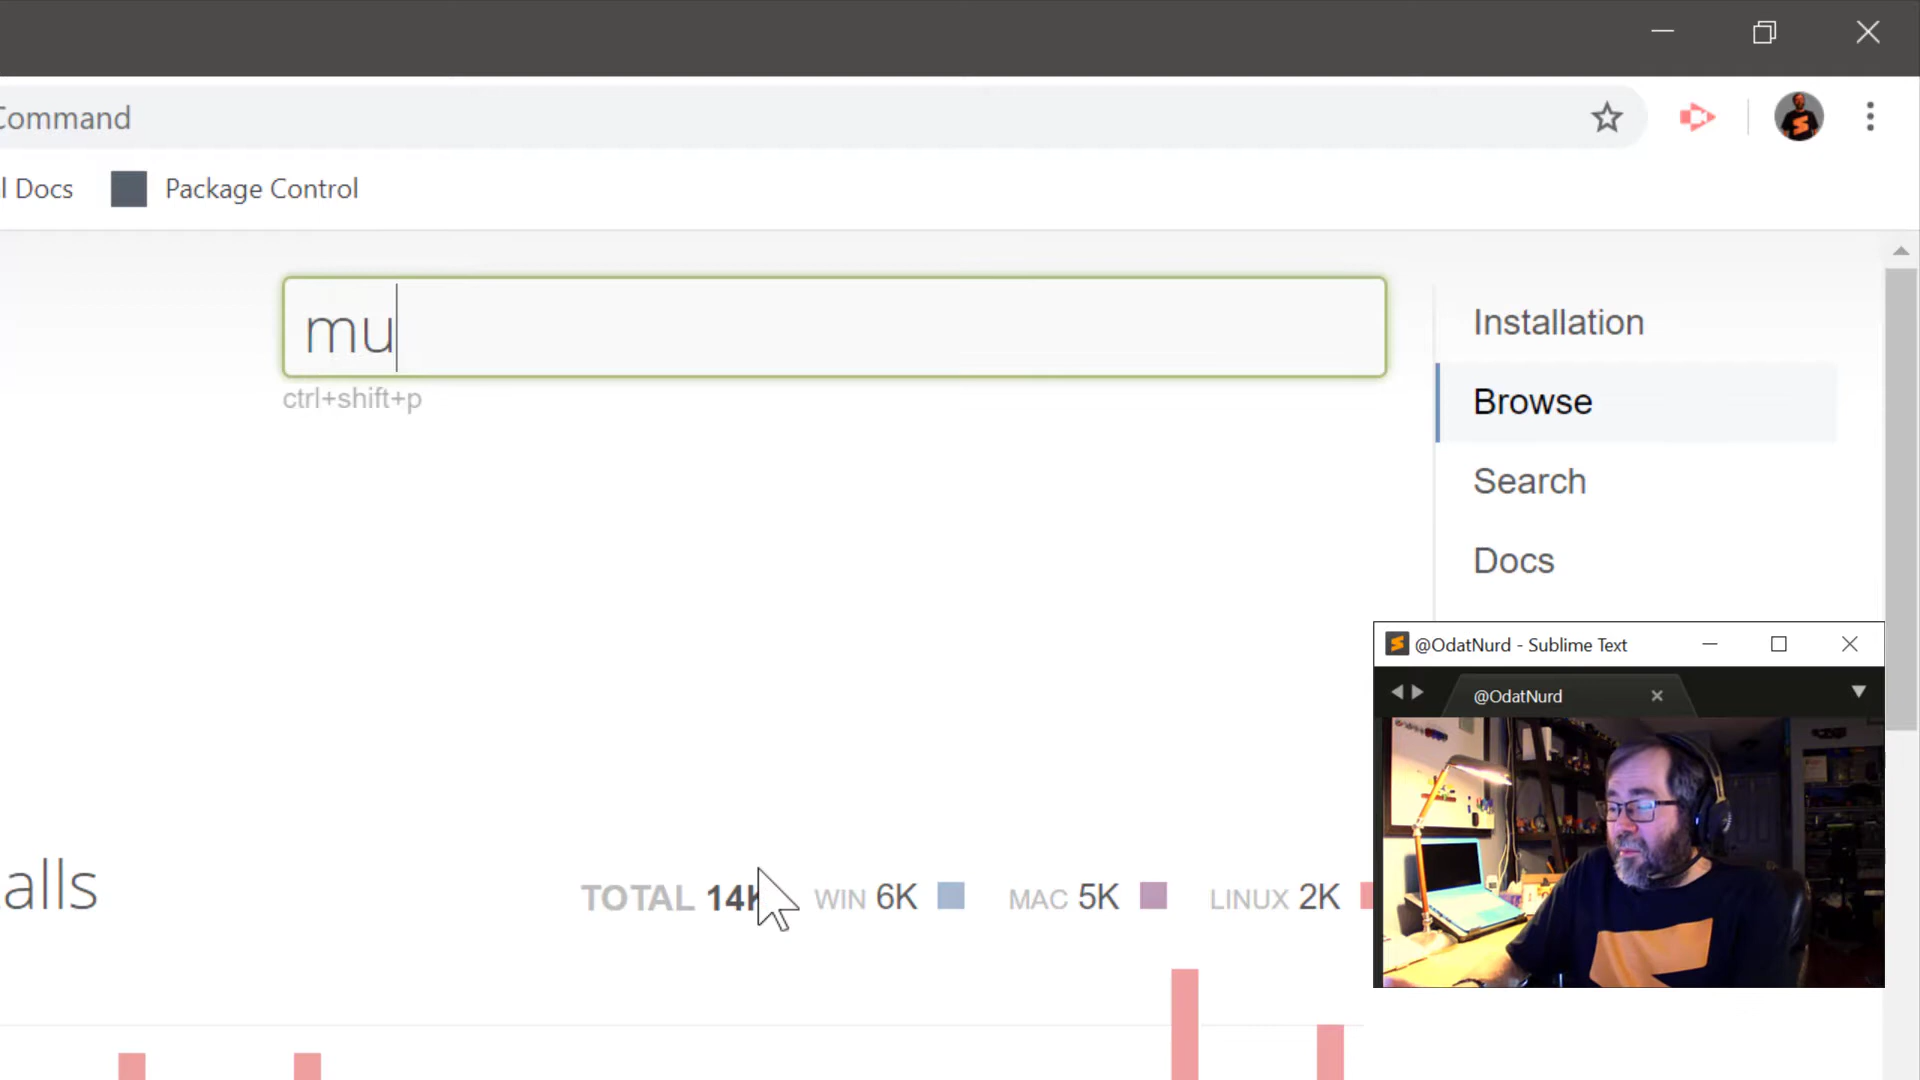 Command
l Docs
Package Control
mu
ctrl+shift+p
Installation
Browse
Search
Docs
@OdatNurd - Sublime Text
@OdatNurd
alls
TOTAL 14K WIN 6K MAC 5K LINUX 2K